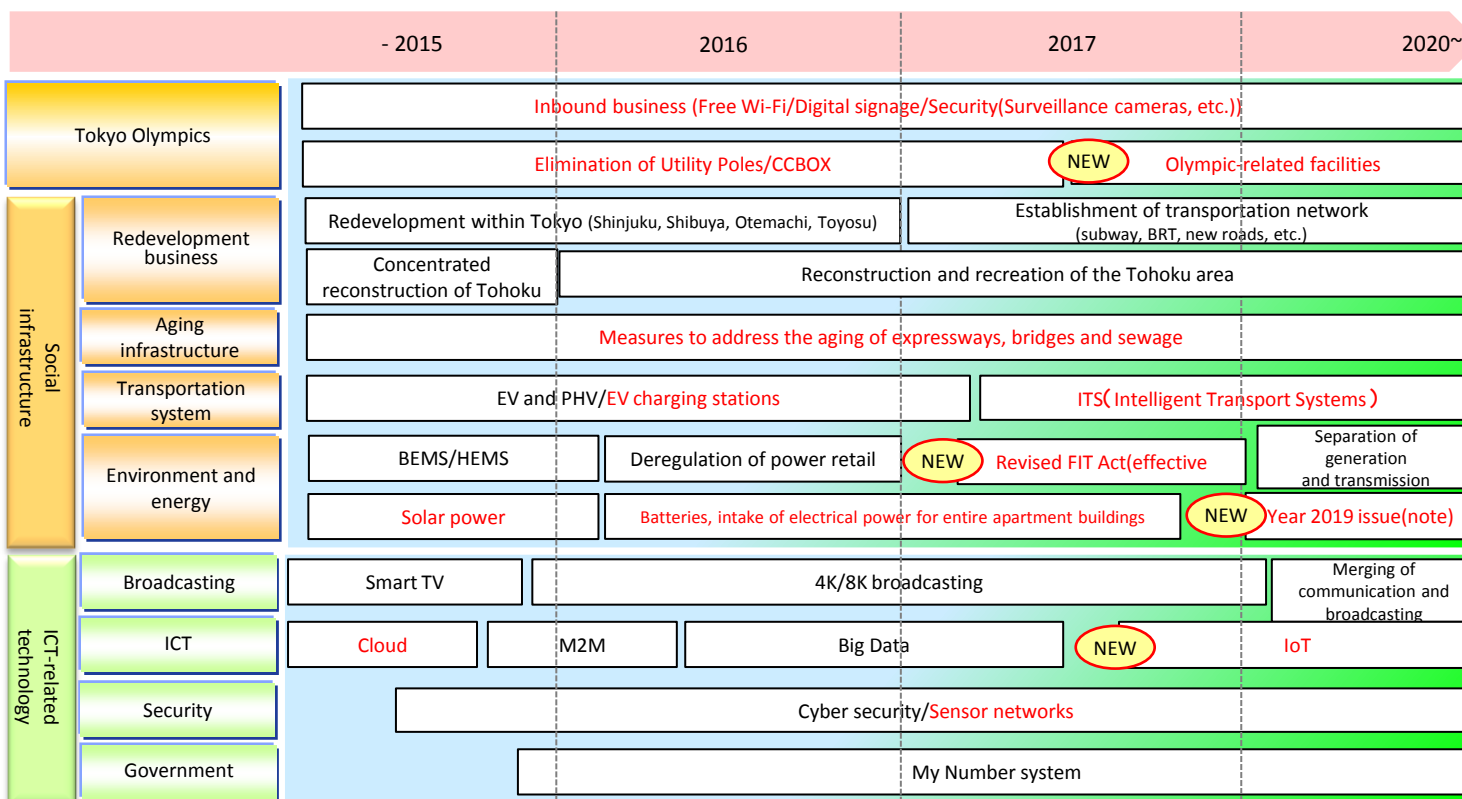 - 2015
2016
2017
2020~
Tokyo Olympics
Inbound business (Free Wi-Fi/Digital signage/Security(Surveillance cameras, etc.))
Elimination of Utility Poles/CCBOX
NEW
Olympic-related facilities
Social
infrastructure
Redevelopment
business
Redevelopment within Tokyo (Shinjuku, Shibuya, Otemachi, Toyosu)
Establishment of transportation network
(subway, BRT, new roads, etc.)
Concentrated
reconstruction of Tohoku
Reconstruction and recreation of the Tohoku area
Aging
infrastructure
Measures to address the aging of expressways, bridges and sewage
Transportation
system
EV and PHV/EV charging stations
ITS(Intelligent Transport Systems)
Environment and
energy
BEMS/HEMS
Deregulation of power retail
NEW
Revised FIT Act(effective
Separation of
generation
and transmission
Solar power
Batteries, intake of electrical power for entire apartment buildings
NEW
Year 2019 issue(note)
ICT-related
technology
Broadcasting
Smart TV
4K/8K broadcasting
Merging of
communication and
broadcasting
ICT
Cloud
M2M
Big Data
NEW
IoT
Security
Cyber security/Sensor networks
Government
My Number system